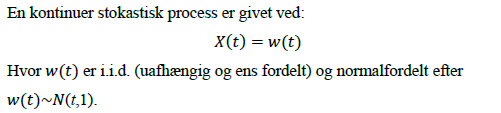 En kontinuer stokastisk process er givet ved:
X(t) = w(t)
Hvor w(t) er i.i.d. (uafhængig og ens fordelt) og normalfordelt efter
w(t)~N(t,1).